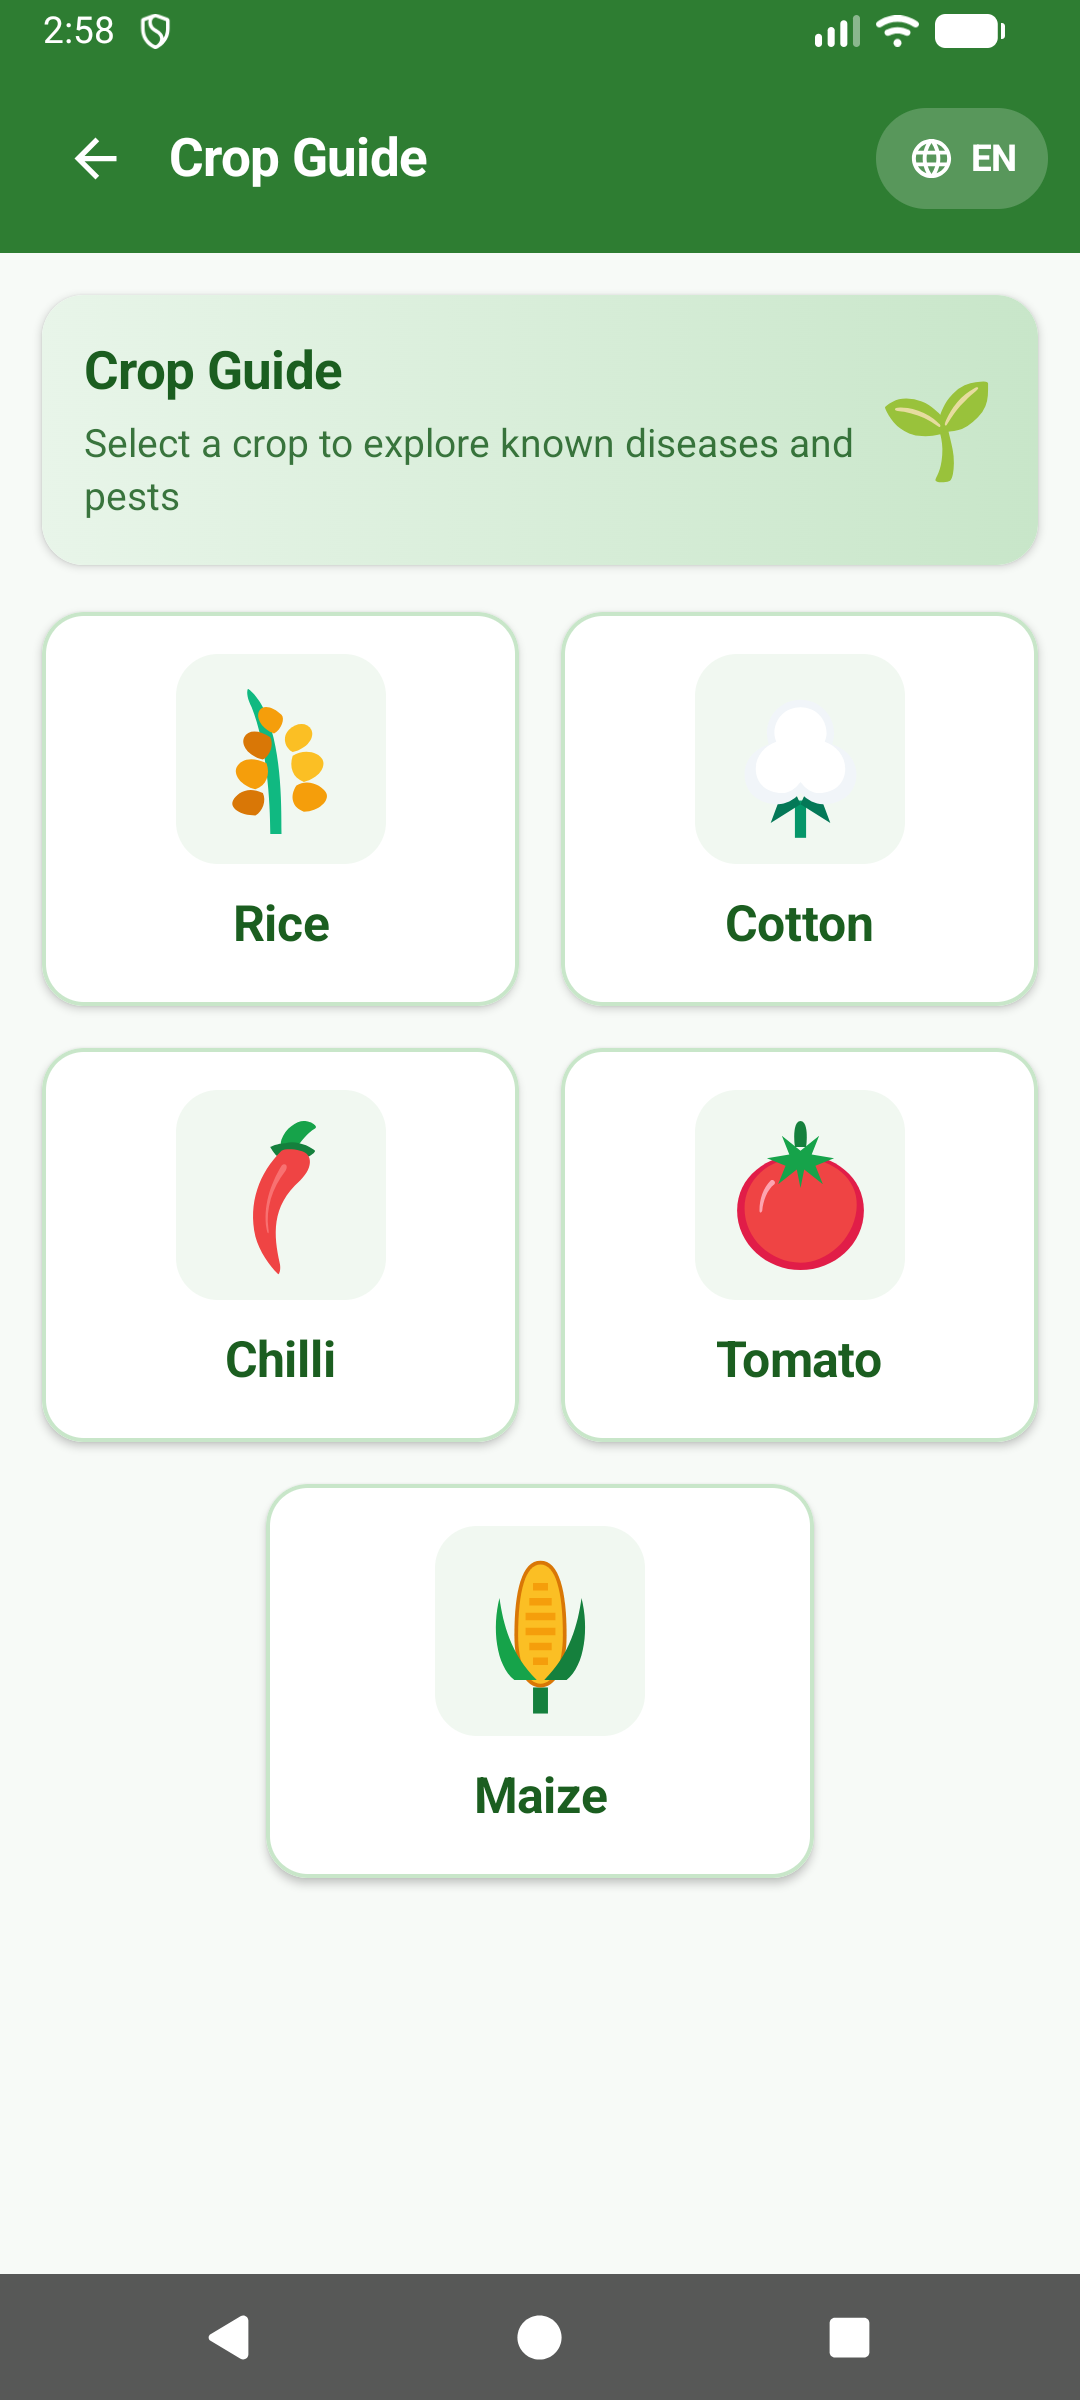 2:58
Crop Guide
EN
Crop Guide
Select a crop to explore known diseases and
pests
Rice
Cotton
Chilli
Tomato
Maize